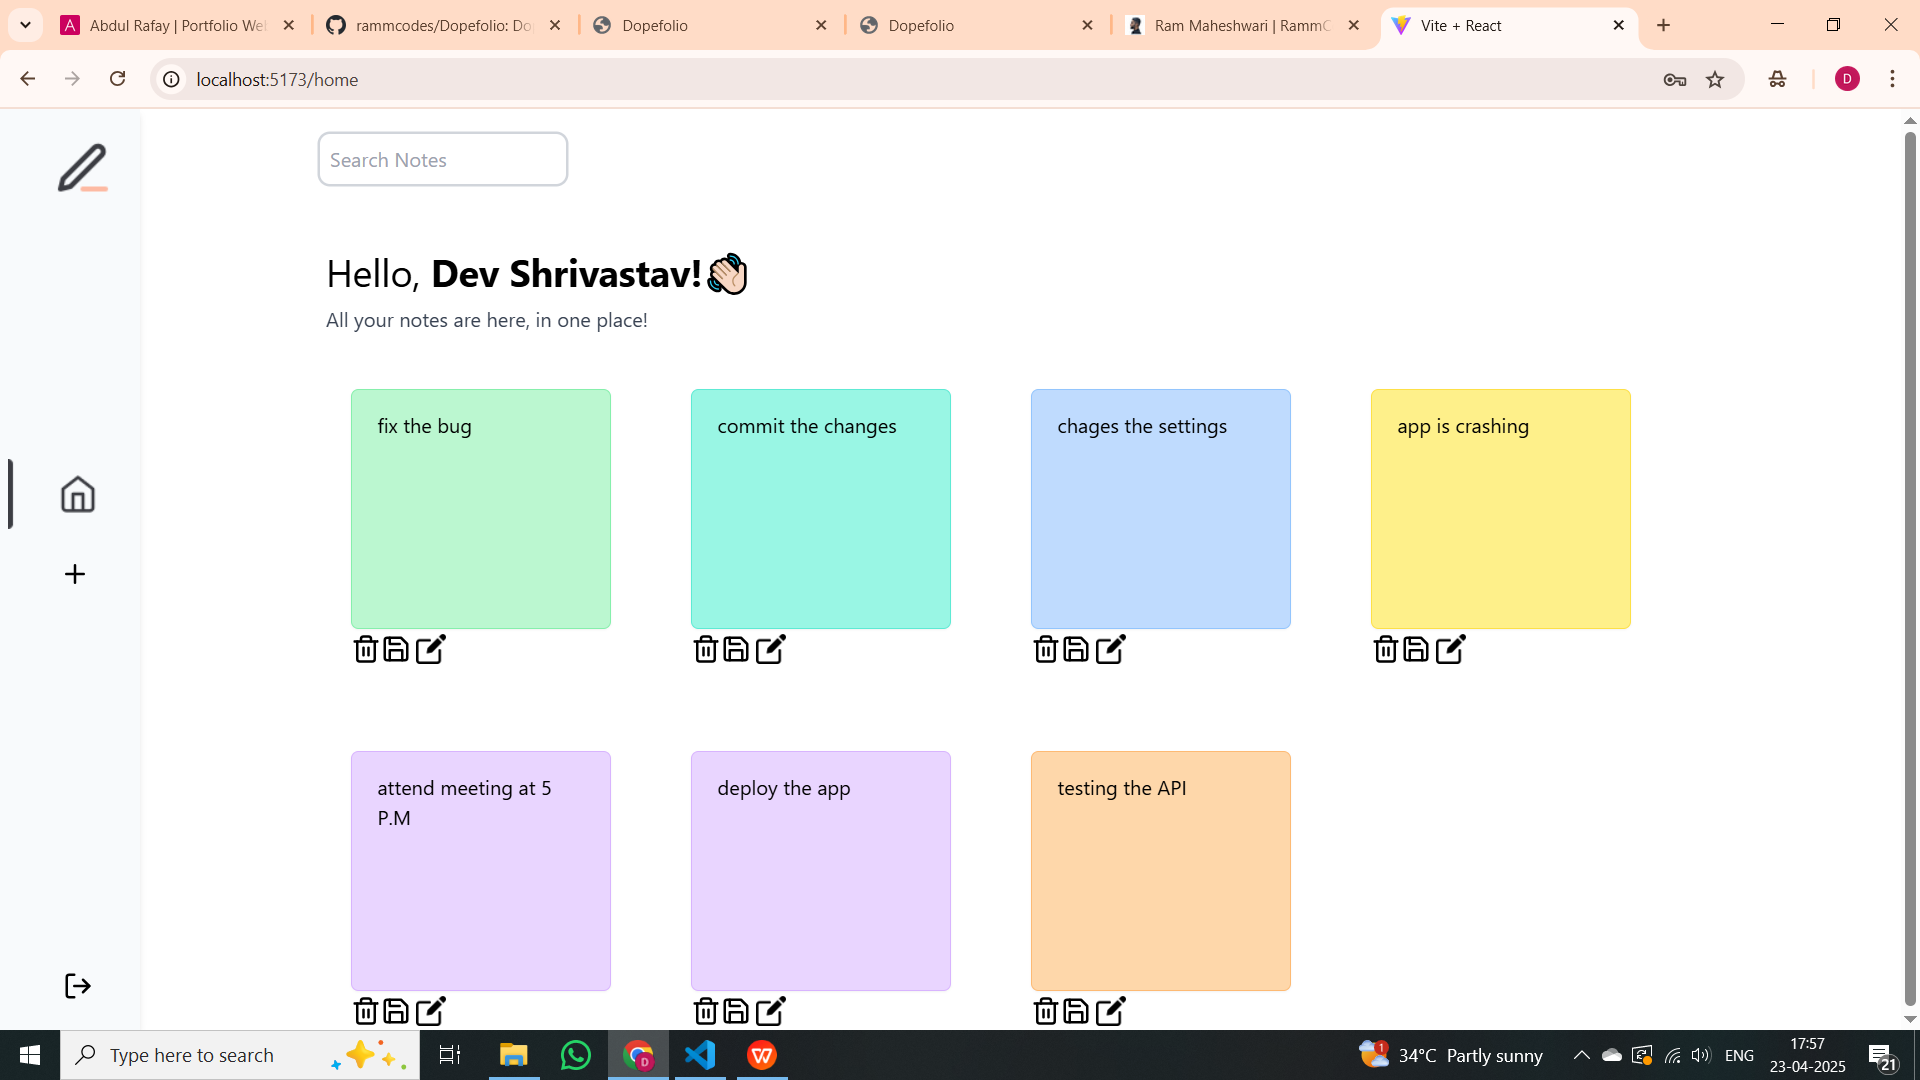 Abdul Rafay | Portfolio Wel
rammcodes/Dopefolio: Do
Dopefolio
Dopefolio
Ram Maheshwari | RammC
Vite + React
localhost:5173/home
D
Search Notes
Hello, Dev Shrivastav!👋🏻
All your notes are here, in one place!
fix the bug
commit the changes
chages the settings
app is crashing
attend meeting at 5
P.M
deploy the app
testing the API
Type here to search
34°C Partly sunny
ENG
17:57
23-04-2025
21